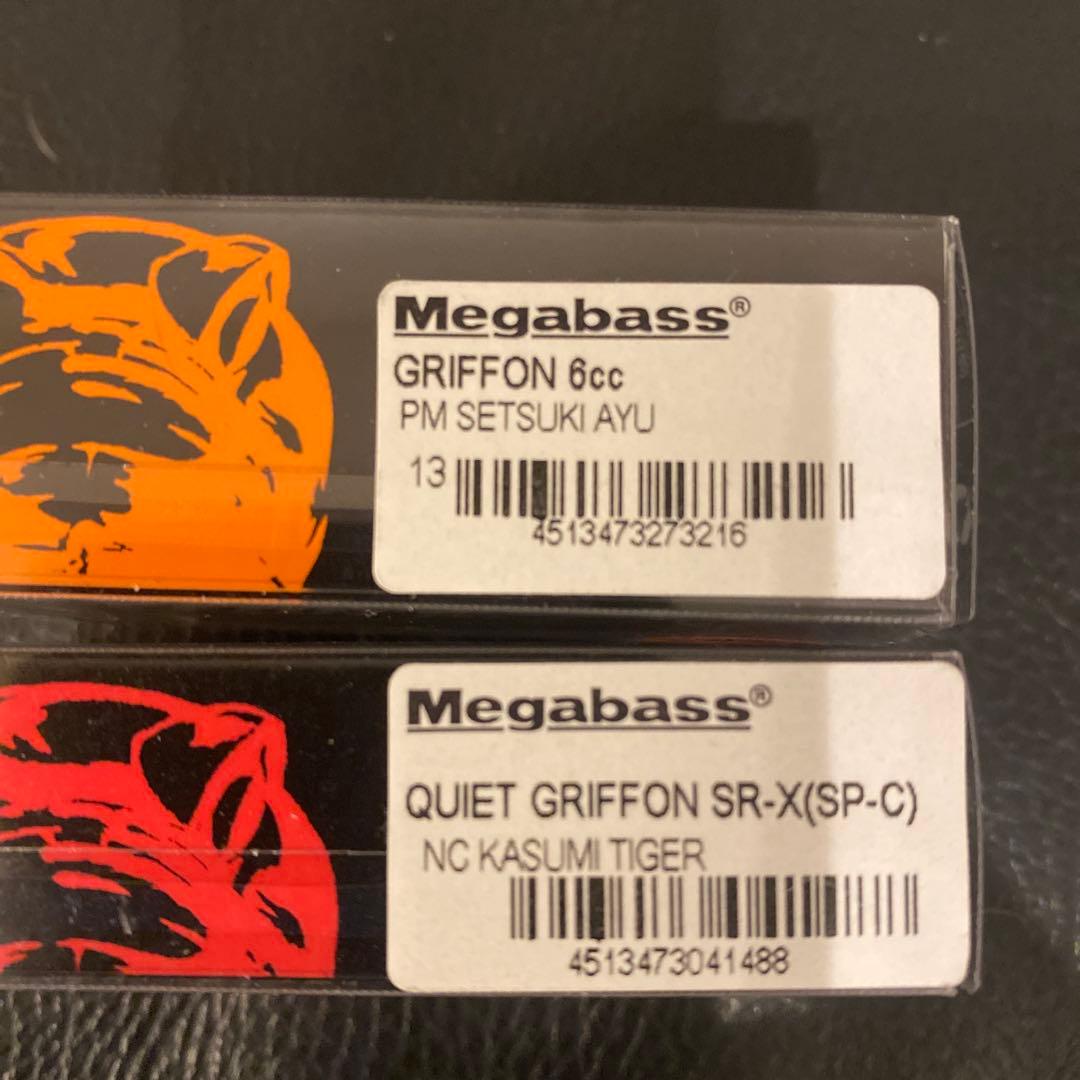 Megabass®
GRIFFON 6cc
PM SETSUKI AYU
13
4513473273216
Megabass®
QUIET GRIFFON SR-X(SP-C)
NC KASUMI TIGER
4513473041488